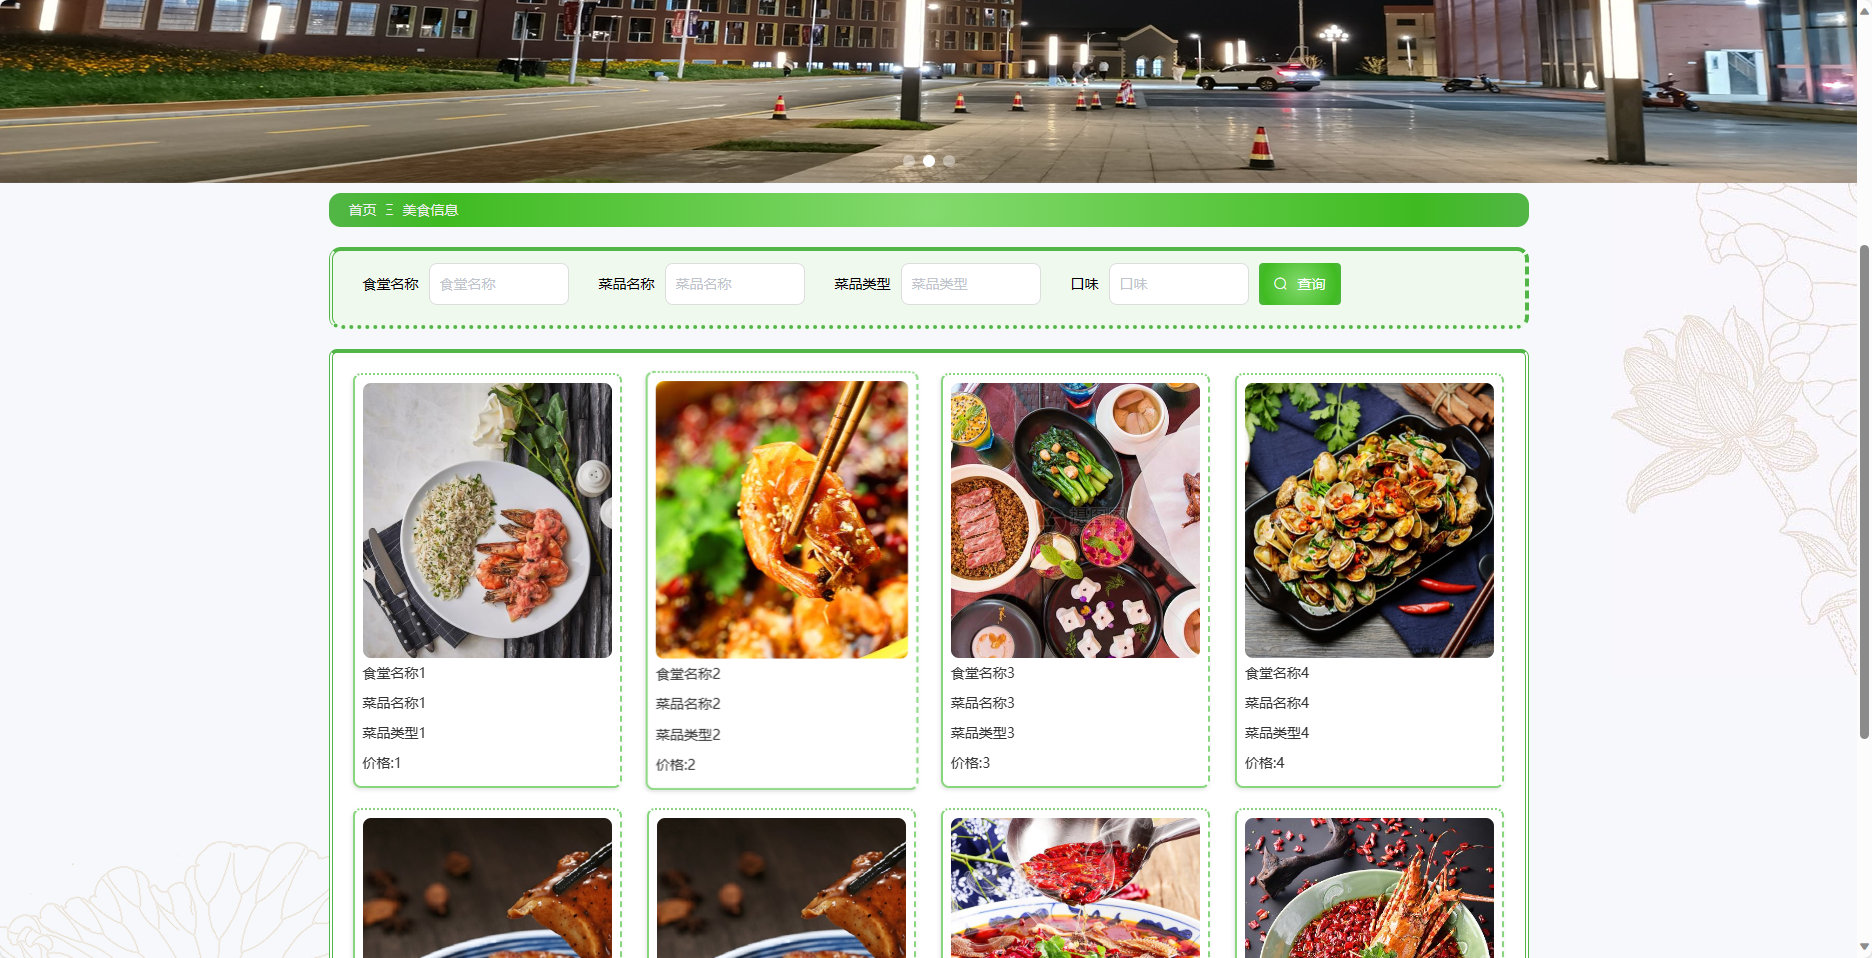 首页 Ξ 美食信息
食堂名称 食堂名称 菜品名称 菜品名称 菜品类型 菜品类型 口味 口味 查询
食堂名称1
菜品名称1
菜品类型1
价格:1
食堂名称2
菜品名称2
菜品类型2
价格:2
食堂名称3
菜品名称3
菜品类型3
价格:3
食堂名称4
菜品名称4
菜品类型4
价格:4